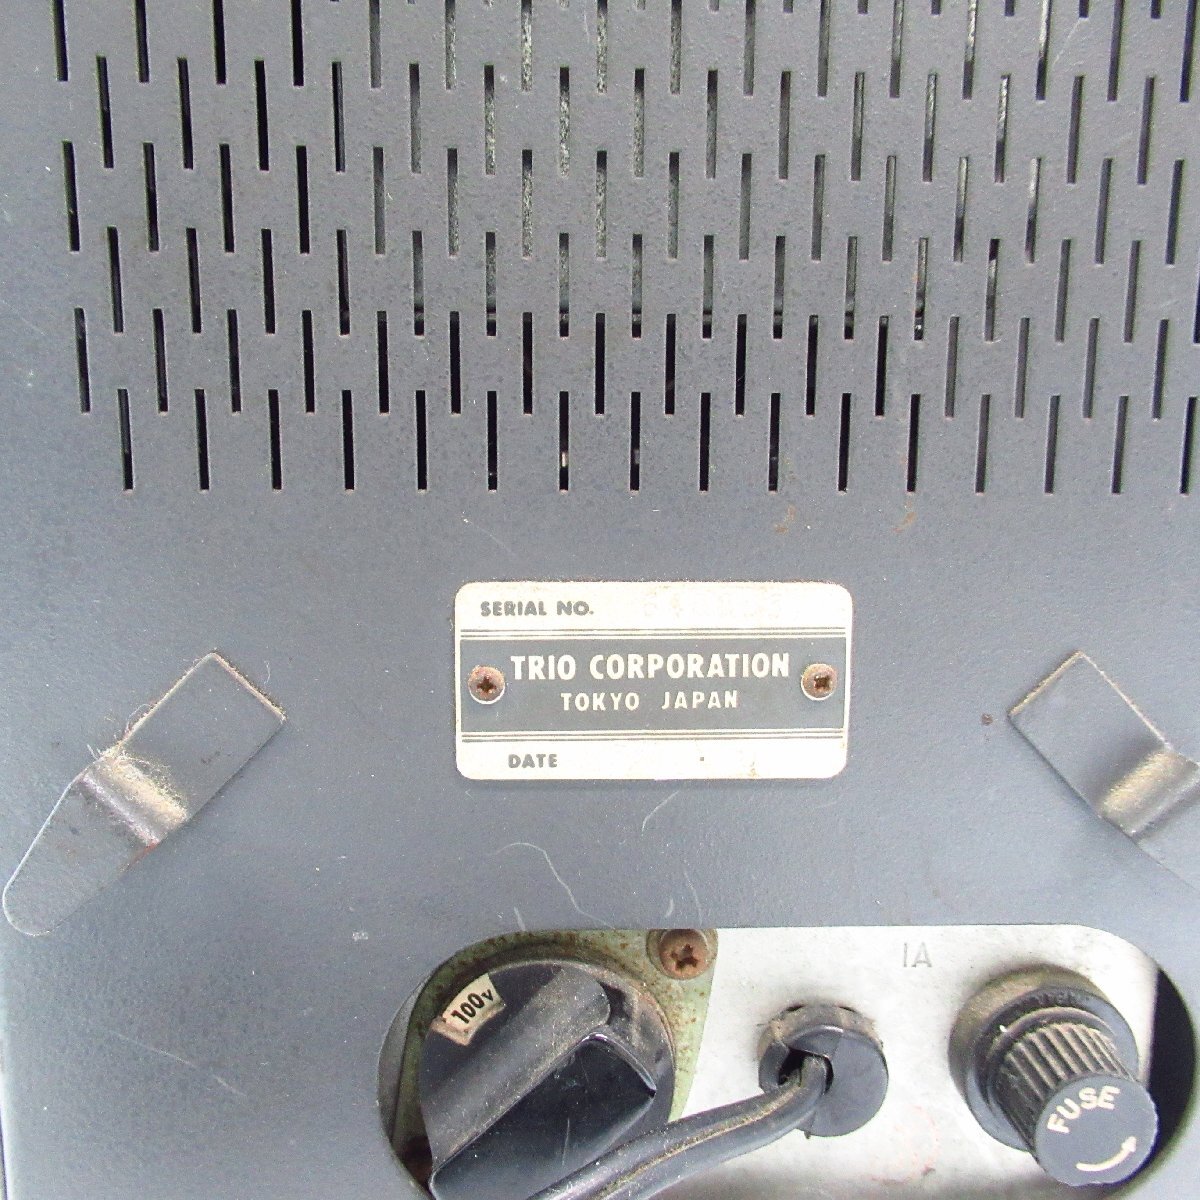 SERIAL NO.
TRIO CORPORATION
TOKYO JAPAN
DATE
1A
100V
FUSE